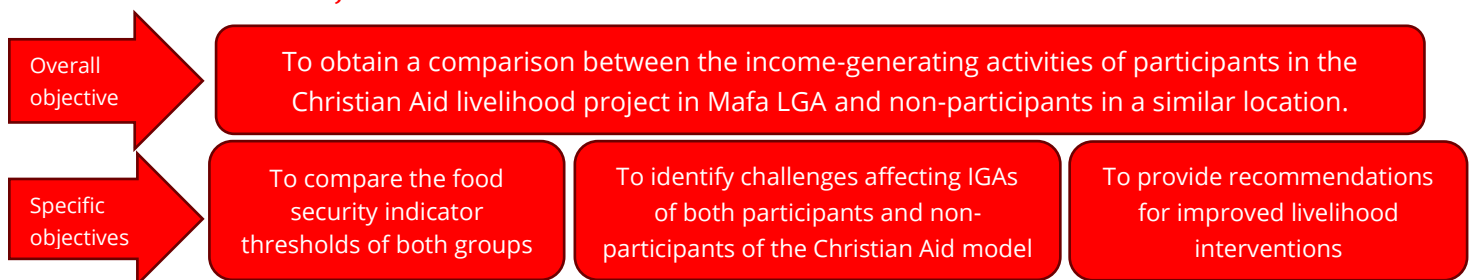 Overall
objective
To obtain a comparison between the income-generating activities of participants in the
Christian Aid livelihood project in Mafa LGA and non-participants in a similar location.
Specific
objectives
To compare the food
security indicator
thresholds of both groups
To identify challenges affecting IGAs
of both participants and non-
participants of the Christian Aid model
To provide recommendations
for improved livelihood
interventions